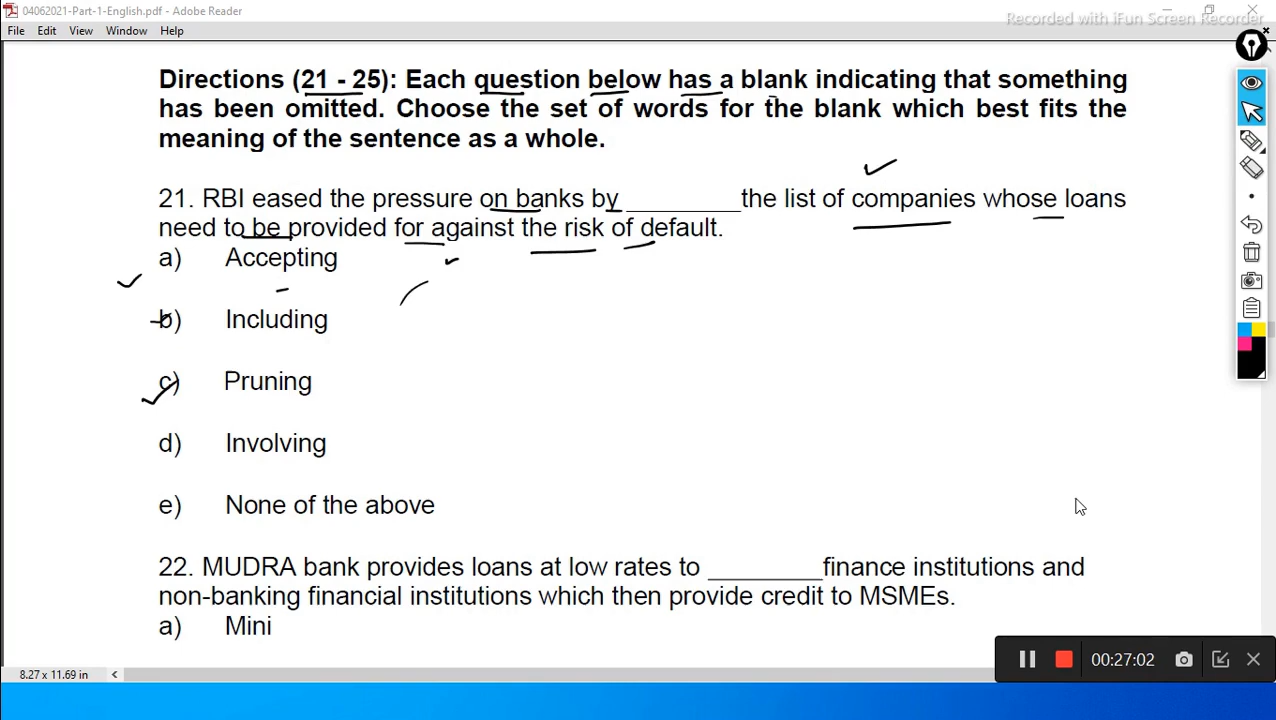 04062021-Part-1-English.pdf - Adobe Reader
Recorded with iFun Screen Recorder
File Edit View Window Help
Directions (21 - 25): Each question below has a blank indicating that something
has been omitted. Choose the set of words for the blank which best fits the
meaning of the sentence as a whole.
21. RBI eased the pressure on banks by ________the list of companies whose loans
need to be provided for against the risk of default.
a) Accepting
b) Including
c) Pruning
d) Involving
e) None of the above
22. MUDRA bank provides loans at low rates to ________finance institutions and
non-banking financial institutions which then provide credit to MSMEs.
a) Mini
00:27:02
8.27 x 11.69 in